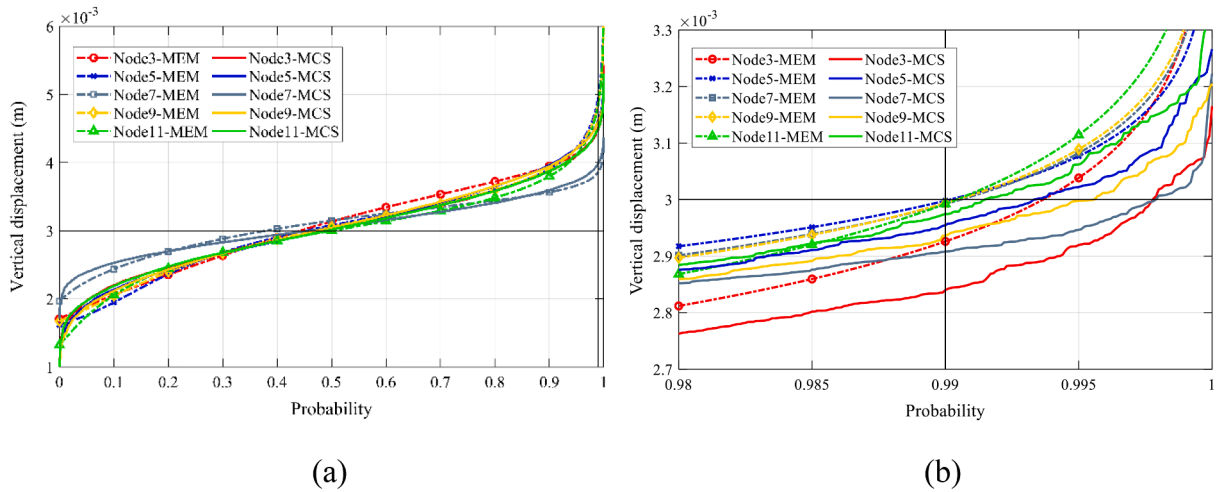 ×10⁻³
6
5
4
3
2
1
Vertical displacement (m)
Node3-MEM Node3-MCS
Node5-MEM Node5-MCS
Node7-MEM Node7-MCS
Node9-MEM Node9-MCS
Node11-MEM Node11-MCS
0 0.1 0.2 0.3 0.4 0.5 0.6 0.7 0.8 0.9 1
Probability
(a)
×10⁻³
3.3
3.2
3.1
3
2.9
2.8
2.7
Vertical displacement (m)
Node3-MEM Node3-MCS
Node5-MEM Node5-MCS
Node7-MEM Node7-MCS
Node9-MEM Node9-MCS
Node11-MEM Node11-MCS
0.98 0.985 0.99 0.995 1
Probability
(b)